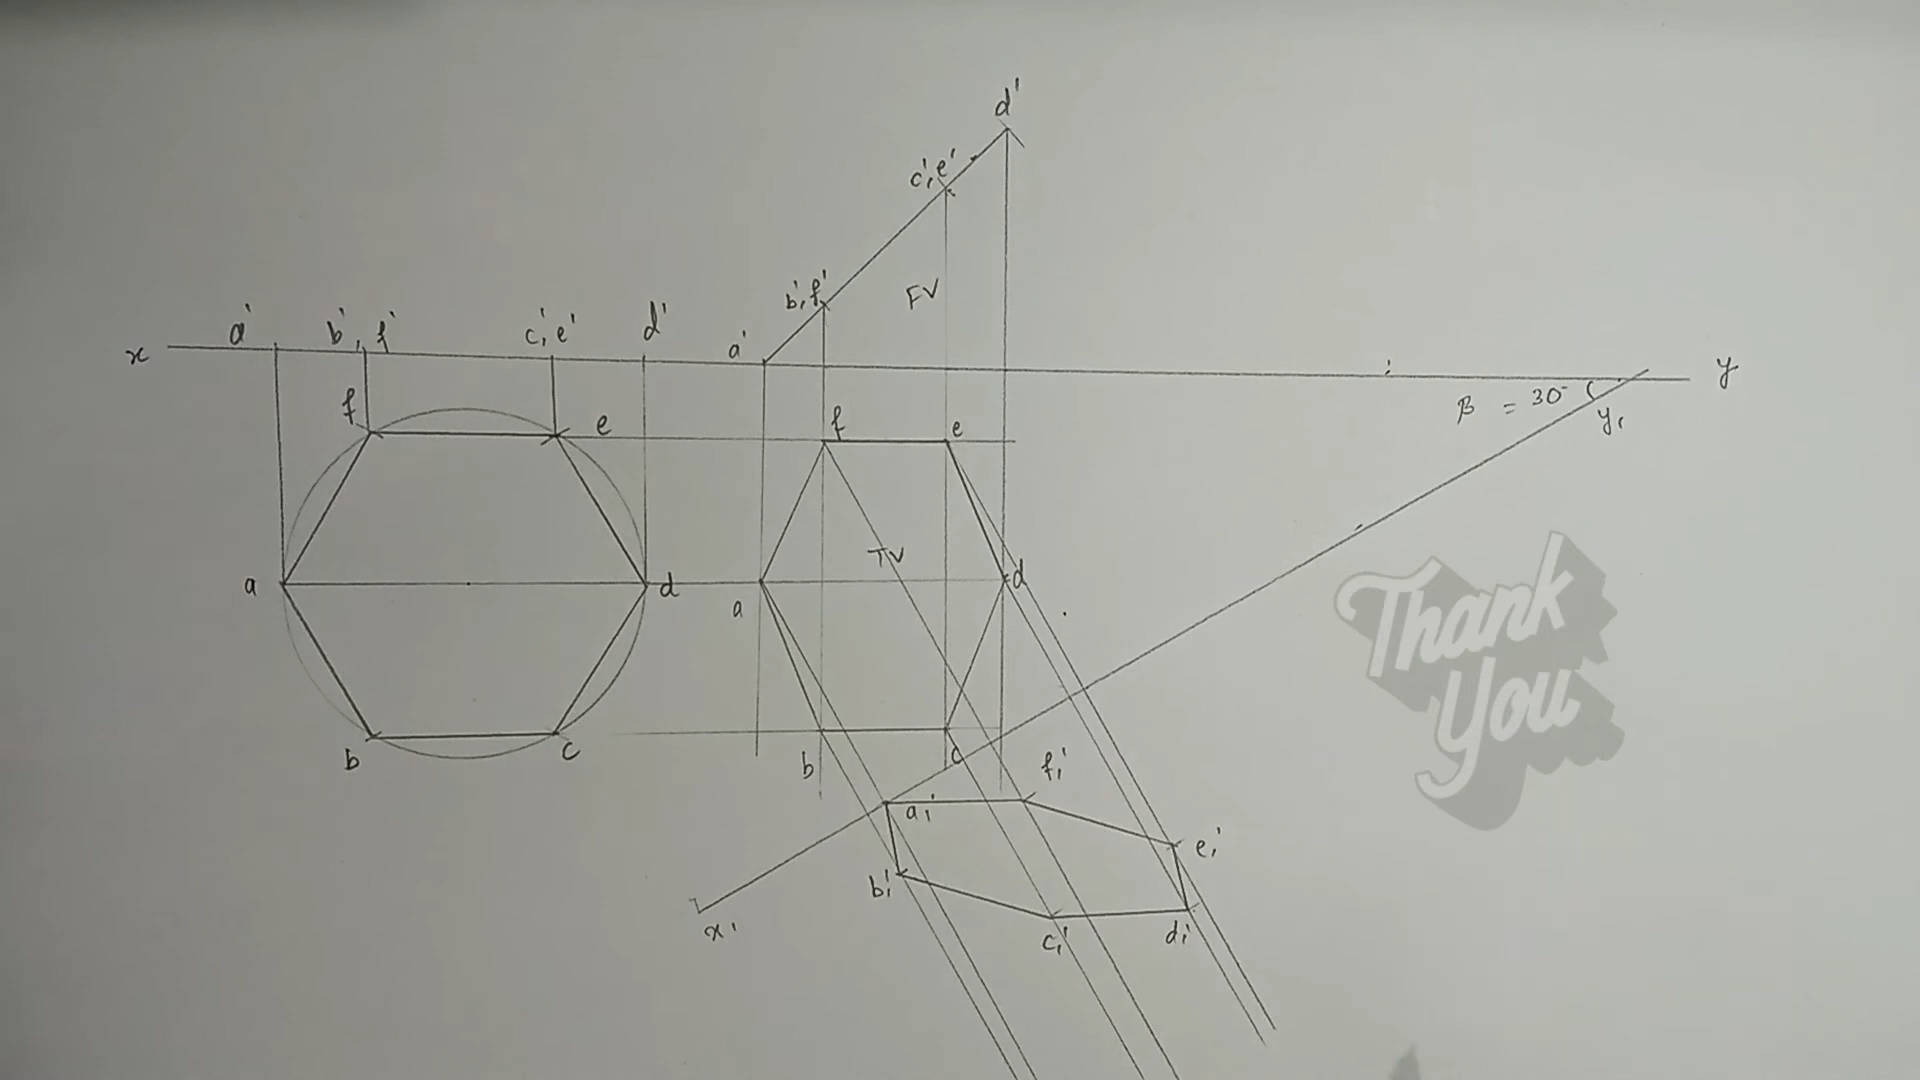 d'
c', e'
b', f'
FV
a' b', f' c', e' d' a'
x y
β = 30°
y₁
f e f e
TV
a d a d
b c b c
a₁' f₁'
b₁' e₁'
x₁ c₁' d₁'
Thank
You